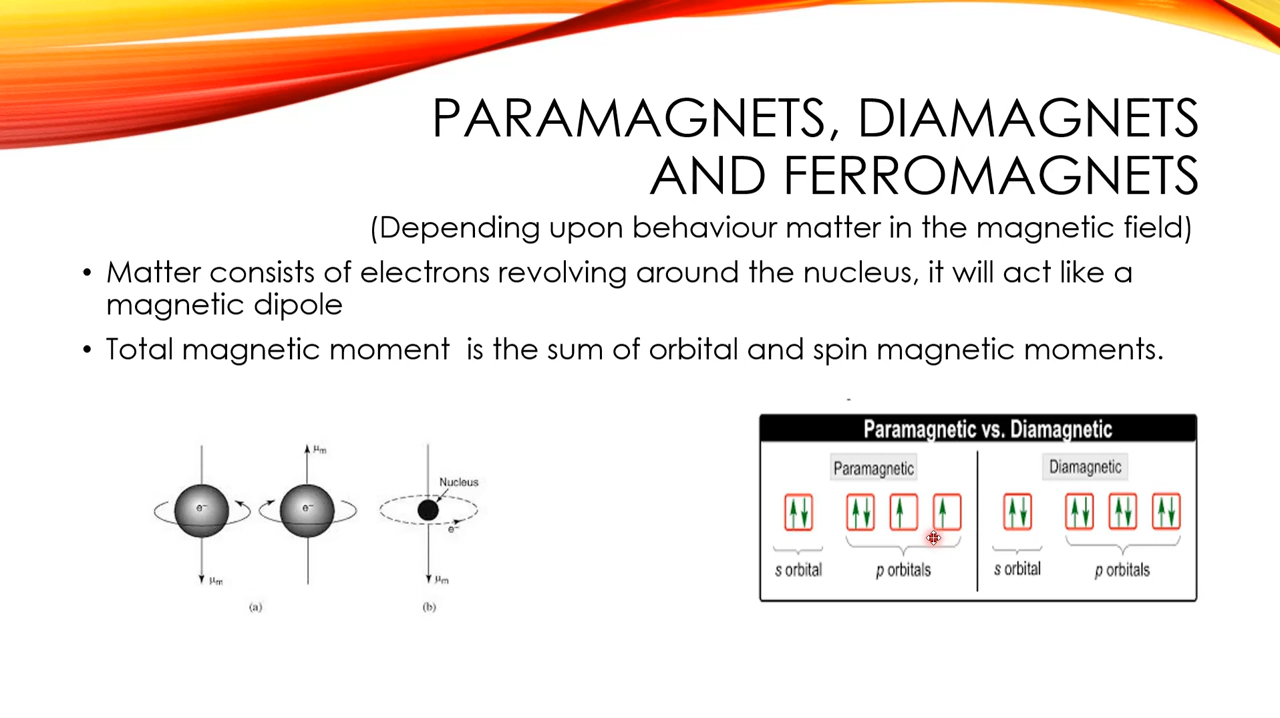 PARAMAGNETS, DIAMAGNETS
AND FERROMAGNETS
(Depending upon behaviour matter in the magnetic field)
• Matter consists of electrons revolving around the nucleus, it will act like a
magnetic dipole
• Total magnetic moment is the sum of orbital and spin magnetic moments.
μm
e⁻
e⁻
μm
(a)
Nucleus
e⁻
μm
(b)
Paramagnetic vs. Diamagnetic
Paramagnetic
s orbital
p orbitals
Diamagnetic
s orbital
p orbitals